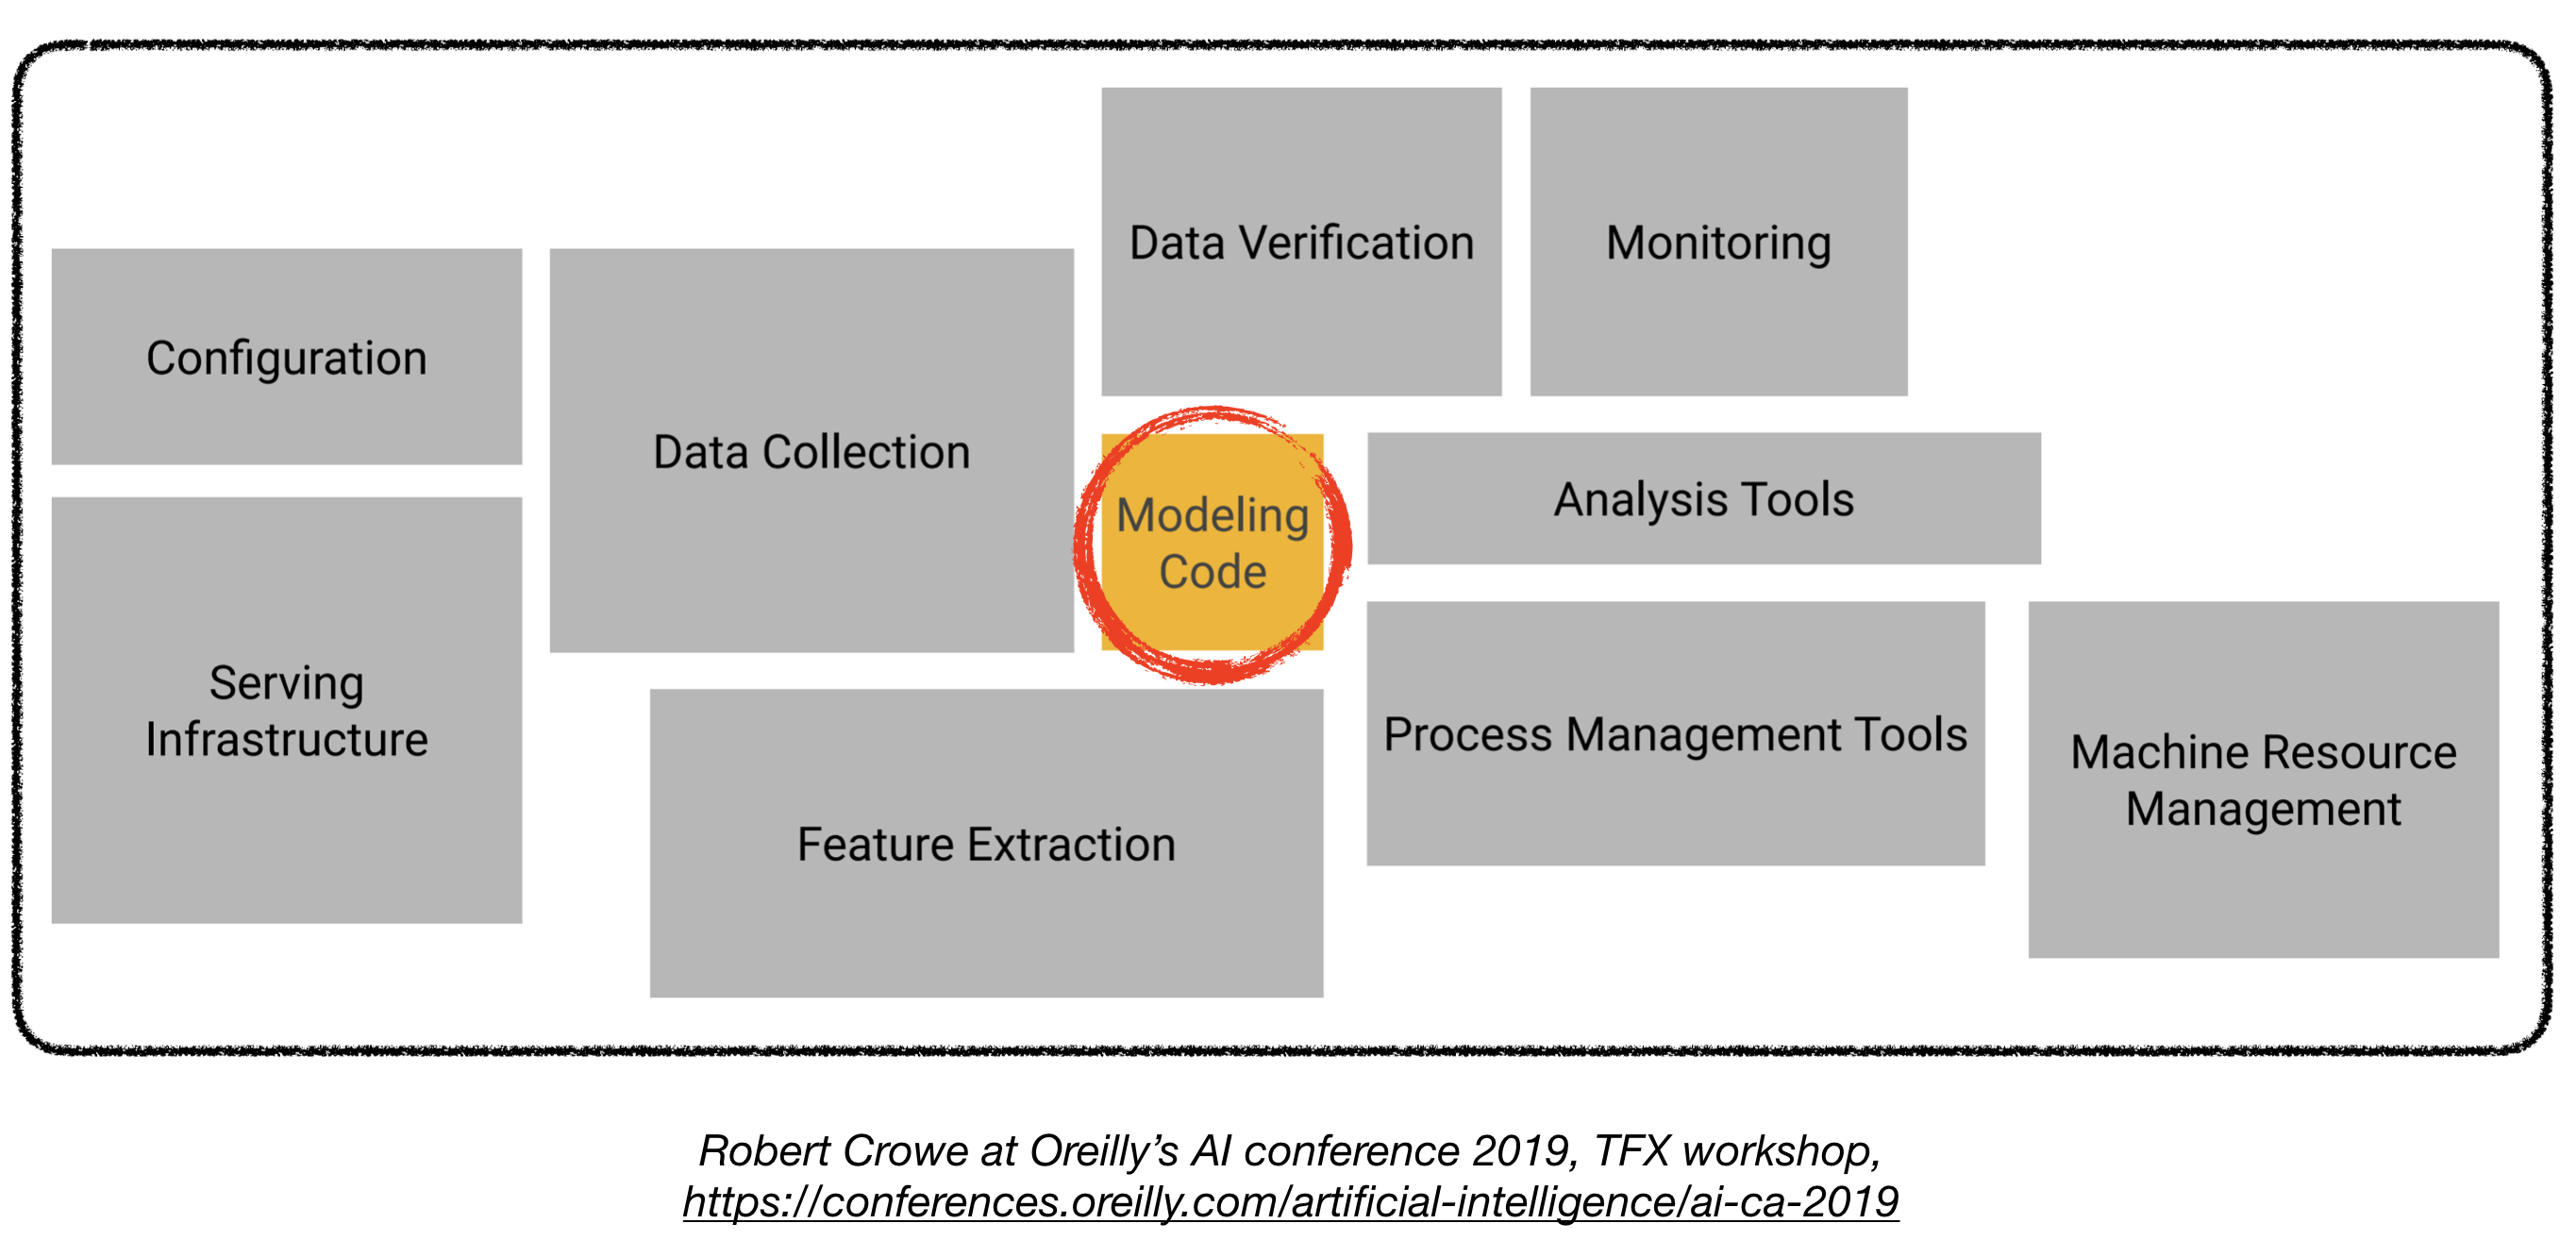 Data Verification
Monitoring
Configuration
Data Collection
Modeling
Code
Analysis Tools
Serving
Infrastructure
Process Management Tools
Machine Resource
Management
Feature Extraction
Robert Crowe at Oreilly’s AI conference 2019, TFX workshop,
https://conferences.oreilly.com/artificial-intelligence/ai-ca-2019